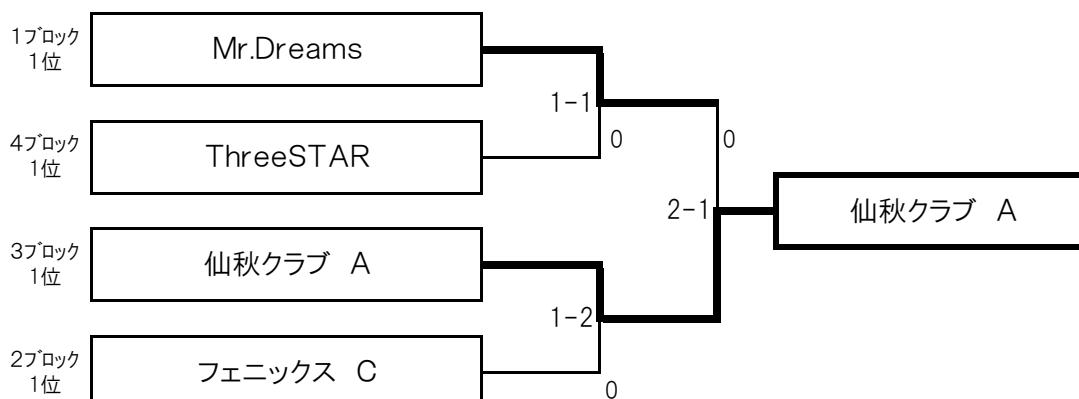 1ブロック
1位
Mr.Dreams
1-1
0
4ブロック
1位
ThreeSTAR
0
2-1
仙秋クラブ A
3ブロック
1位
仙秋クラブ A
1-2
0
2ブロック
1位
フェニックス C